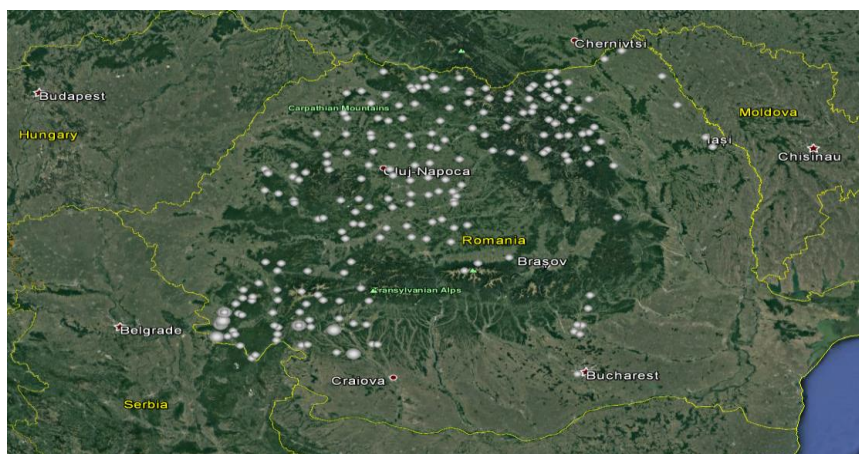 Chernivtsi
Budapest
Carpathian Mountains
Moldova
Hungary
Iași
Chisinau
Cluj-Napoca
Romania
Brașov
Transylvanian Alps
Belgrade
Craiova
Bucharest
Serbia